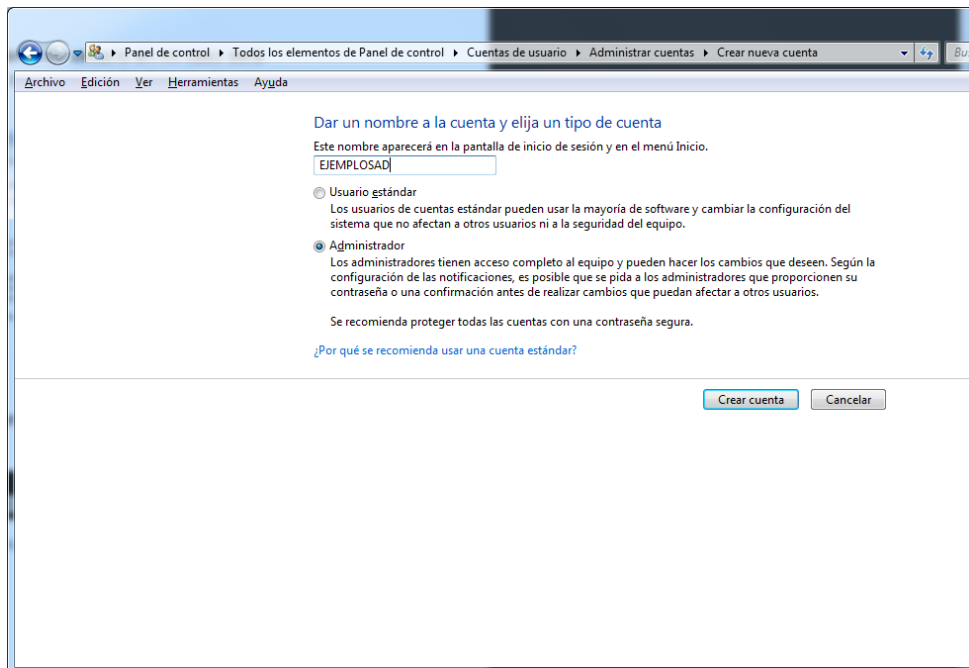 Panel de control ▸ Todos los elementos de Panel de control ▸ Cuentas de usuario ▸ Administrar cuentas ▸ Crear nueva cuenta
Archivo Edición Ver Herramientas Ayuda
Dar un nombre a la cuenta y elija un tipo de cuenta
Este nombre aparecerá en la pantalla de inicio de sesión y en el menú Inicio.
EJEMPLOSAD
Usuario estándar
Los usuarios de cuentas estándar pueden usar la mayoría de software y cambiar la configuración del
sistema que no afectan a otros usuarios ni a la seguridad del equipo.
Administrador
Los administradores tienen acceso completo al equipo y pueden hacer los cambios que deseen. Según la
configuración de las notificaciones, es posible que se pida a los administradores que proporcionen su
contraseña o una confirmación antes de realizar cambios que puedan afectar a otros usuarios.
Se recomienda proteger todas las cuentas con una contraseña segura.
¿Por qué se recomienda usar una cuenta estándar?
Crear cuenta Cancelar